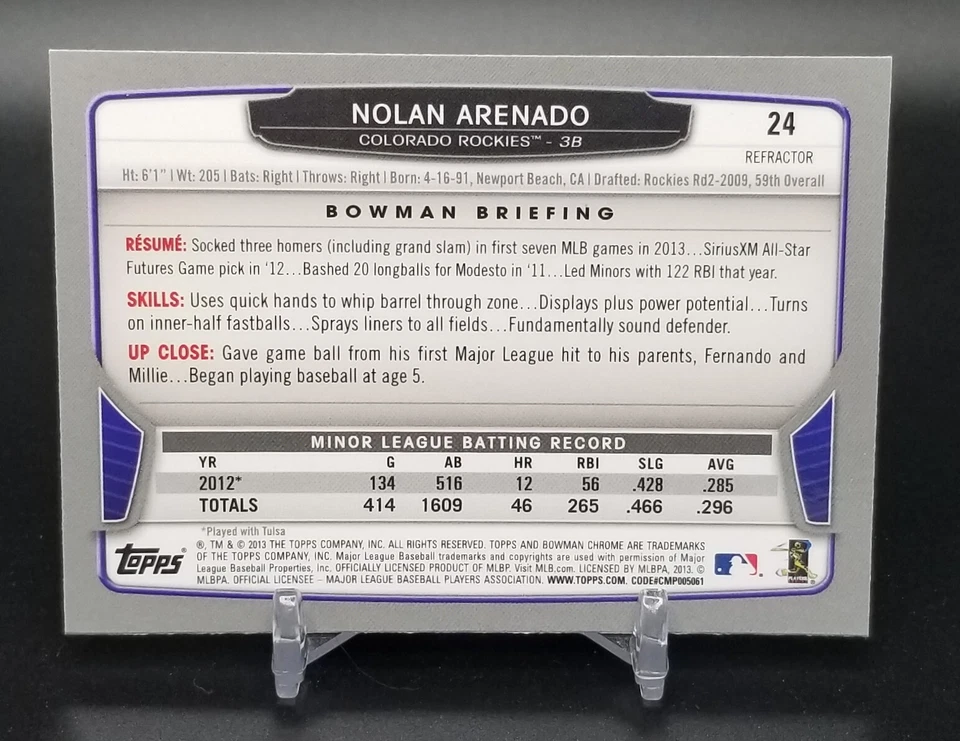 NOLAN ARENADO
COLORADO ROCKIES™ - 3B
24
REFRACTOR
Ht: 6'1" | Wt: 205 | Bats: Right | Throws: Right | Born: 4-16-91, Newport Beach, CA | Drafted: Rockies Rd2-2009, 59th Overall
BOWMAN BRIEFING
RÉSUMÉ: Socked three homers (including grand slam) in first seven MLB games in 2013...SiriusXM All-Star
Futures Game pick in '12...Bashed 20 longballs for Modesto in '11...Led Minors with 122 RBI that year.
SKILLS: Uses quick hands to whip barrel through zone...Displays plus power potential...Turns
on inner-half fastballs...Sprays liners to all fields...Fundamentally sound defender.
UP CLOSE: Gave game ball from his first Major League hit to his parents, Fernando and
Millie...Began playing baseball at age 5.
MINOR LEAGUE BATTING RECORD
YR G AB HR RBI SLG AVG
2012* 134 516 12 56 .428 .285
TOTALS 414 1609 46 265 .466 .296
*Played with Tulsa
Topps®
®, TM & © 2013 THE TOPPS COMPANY, INC. ALL RIGHTS RESERVED. TOPPS AND BOWMAN CHROME ARE TRADEMARKS
OF THE TOPPS COMPANY, INC. Major League Baseball trademarks and copyrights are used with permission of Major
League Baseball Properties, Inc. OFFICIALLY LICENSED PRODUCT OF MLBP. Visit MLB.com. LICENSED BY MLBPA, 2013. ©
MLBPA. OFFICIAL LICENSEE – MAJOR LEAGUE BASEBALL PLAYERS ASSOCIATION. WWW.TOPPS.COM. CODE#CMP005061